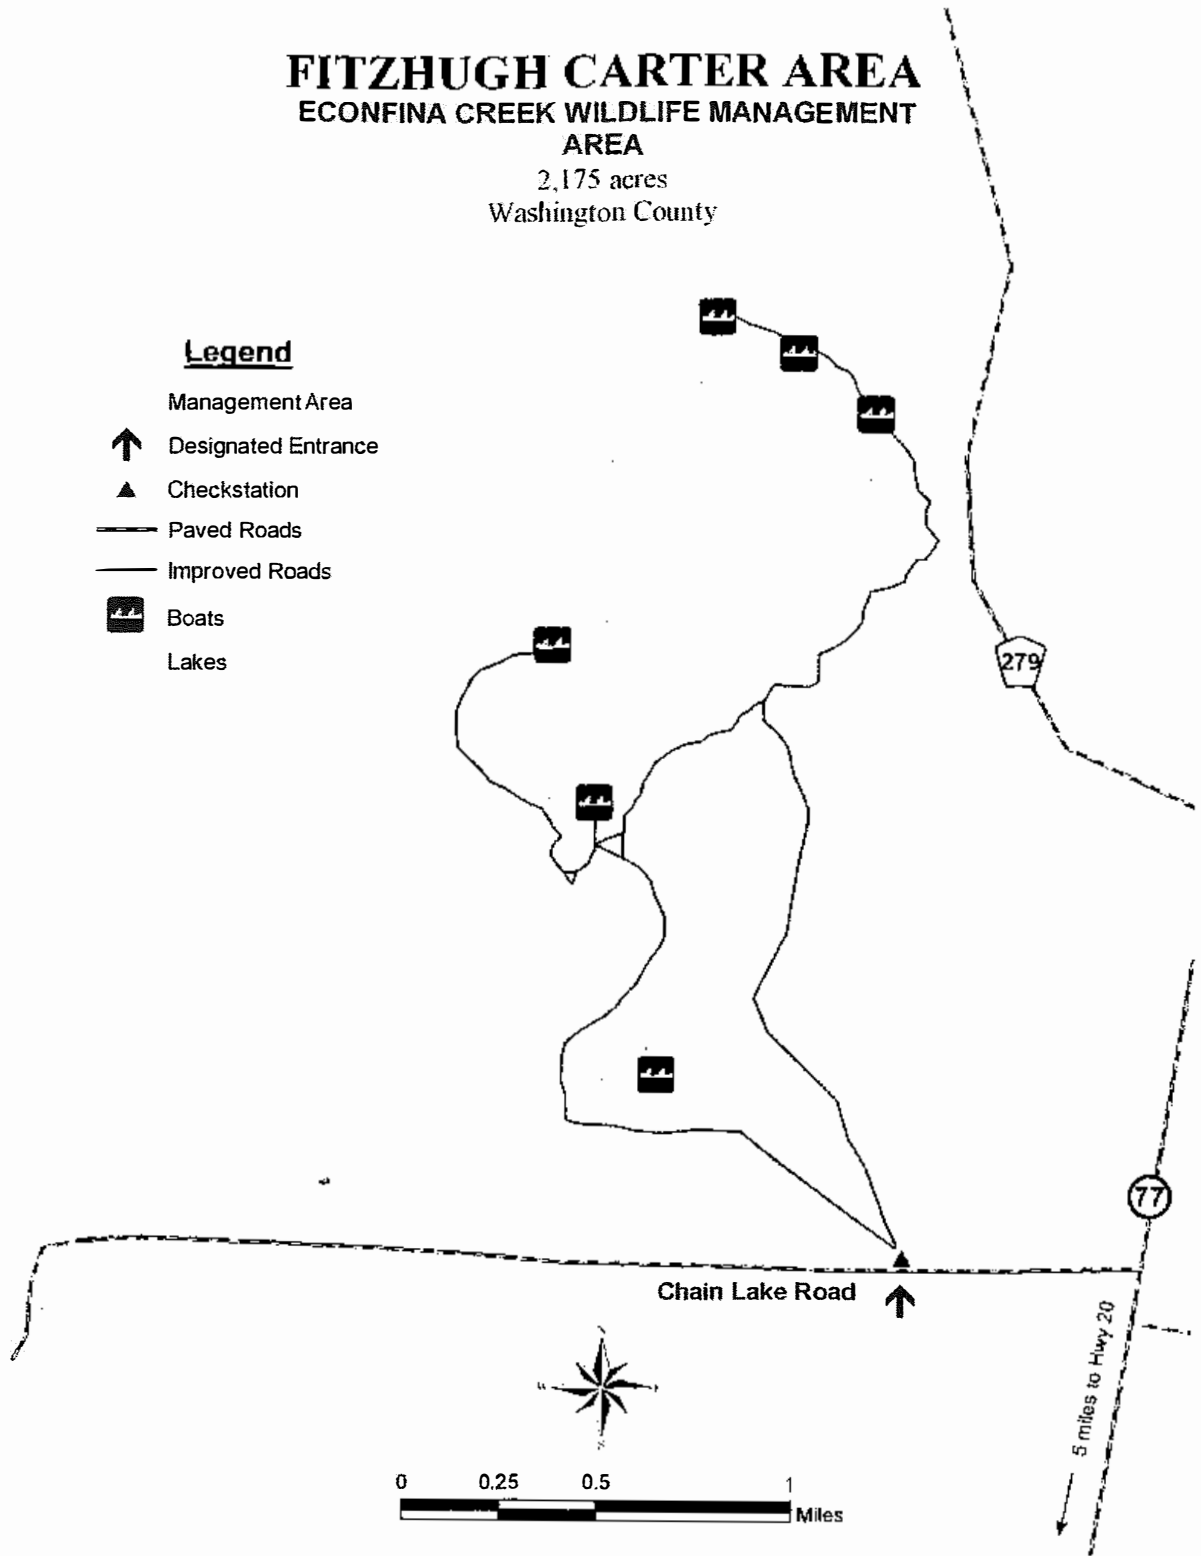 FITZHUGH CARTER AREA
ECONFINA CREEK WILDLIFE MANAGEMENT
AREA
2,175 acres
Washington County
Legend
Management Area
Designated Entrance
Checkstation
Paved Roads
Improved Roads
Boats
Lakes
279
77
Chain Lake Road
5 miles to Hwy 20
0 0.25 0.5 1
Miles